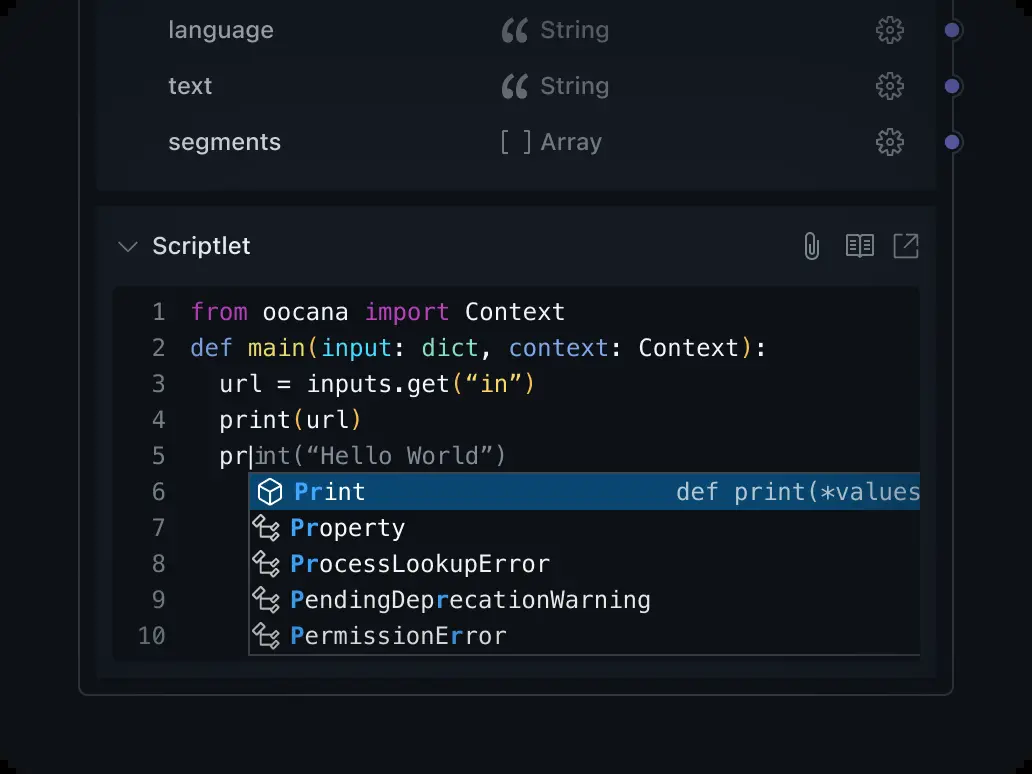 language “ String
text “ String
segments [ ] Array
Scriptlet
1 from oocana import Context
2 def main(input: dict, context: Context):
3 url = inputs.get(“in”)
4 print(url)
5 print(“Hello World”)
6 Print def print(*values
7 Property
8 ProcessLookupError
9 PendingDeprecationWarning
10 PermissionError